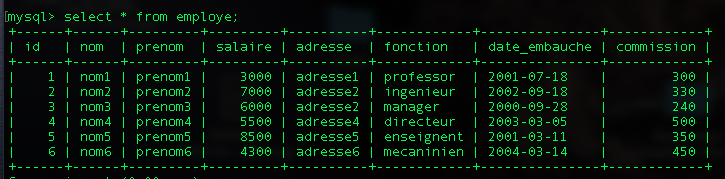 [mysql> select * from employe;
+------+------+---------+---------+----------+------------+---------------+------------+
| id | nom | prenom | salaire | adresse | fonction | date_embauche | commission |
+------+------+---------+---------+----------+------------+---------------+------------+
| 1 | nom1 | prenom1 | 3000 | adresse1 | professor | 2001-07-18 | 300 |
| 2 | nom2 | prenom2 | 7000 | adresse2 | ingenieur | 2002-09-18 | 330 |
| 3 | nom3 | prenom3 | 6000 | adresse2 | manager | 2000-09-28 | 240 |
| 4 | nom4 | prenom4 | 5500 | adresse4 | directeur | 2003-03-05 | 500 |
| 5 | nom5 | prenom5 | 8500 | adresse5 | enseignent | 2001-03-11 | 350 |
| 6 | nom6 | prenom6 | 4300 | adresse6 | mecaninien | 2004-03-14 | 450 |
+------+------+---------+---------+----------+------------+---------------+------------+